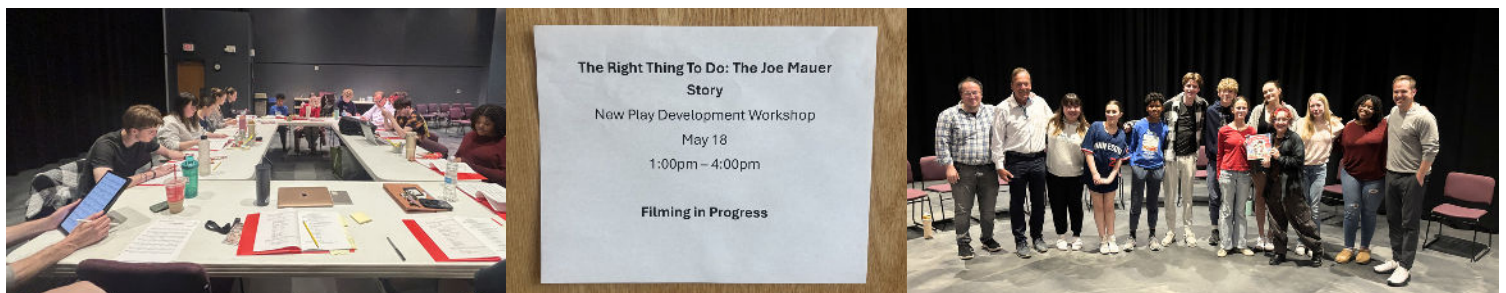 The Right Thing To Do: The Joe Mauer
Story
New Play Development Workshop
May 18
1:00pm – 4:00pm
Filming in Progress